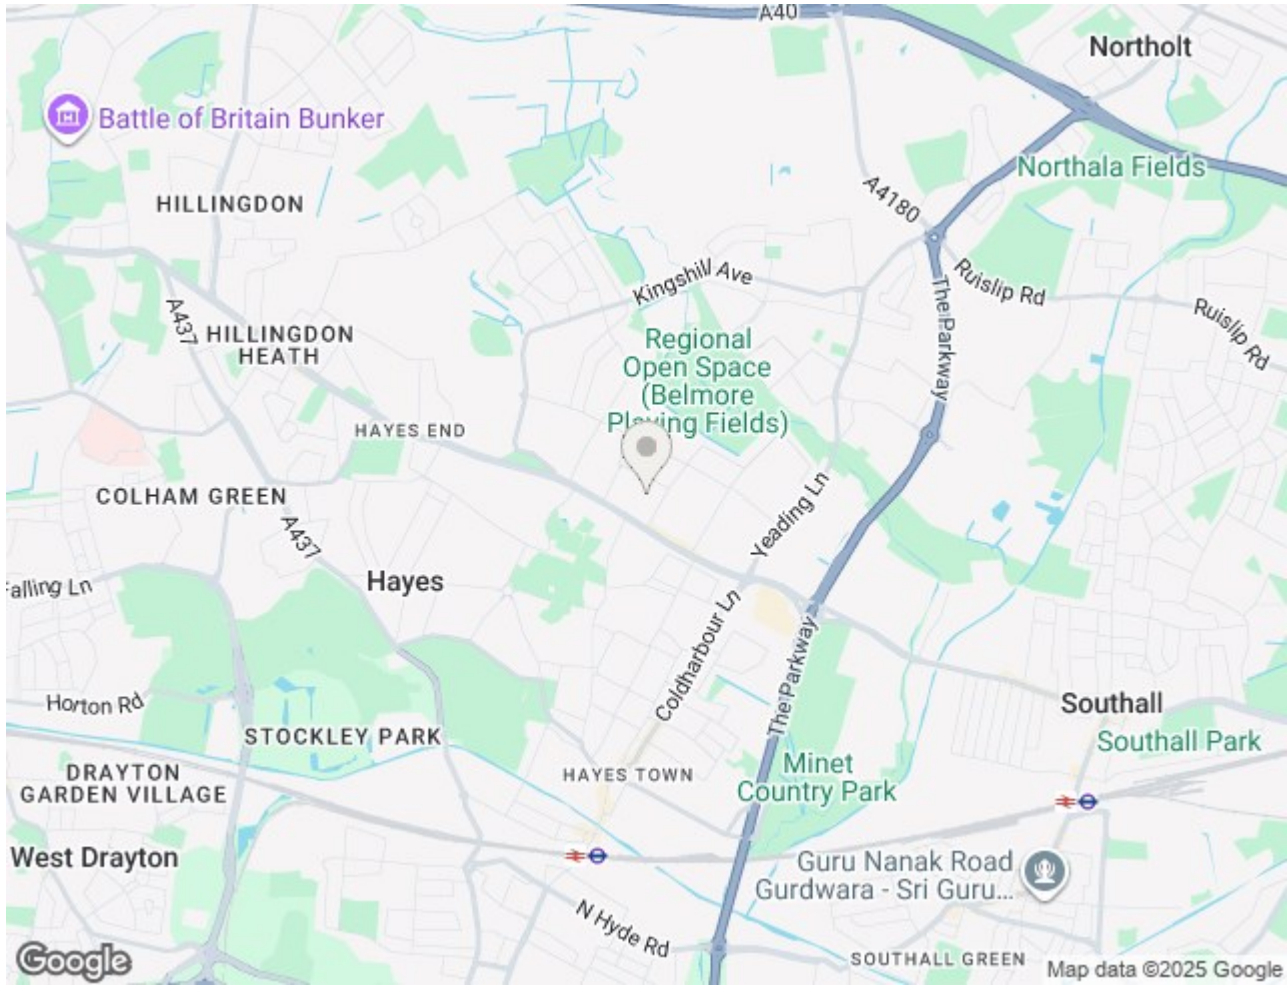 A40
Northolt
Battle of Britain Bunker
Northala Fields
A4180
HILLINGDON
Kingshill Ave
Ruislip Rd
The Parkway
Ruislip Rd
A437
HILLINGDON
HEATH
Regional
Open Space
(Belmore
Playing Fields)
HAYES END
COLHAM GREEN
Yeading Ln
A437
Falling Ln
Hayes
Coldharbour Ln
The Parkway
Horton Rd
Southall
STOCKLEY PARK
Southall Park
DRAYTON
GARDEN VILLAGE
HAYES TOWN
Minet
Country Park
West Drayton
Guru Nanak Road
Gurdwara - Sri Guru...
N Hyde Rd
SOUTHALL GREEN
Google
Map data ©2025 Google